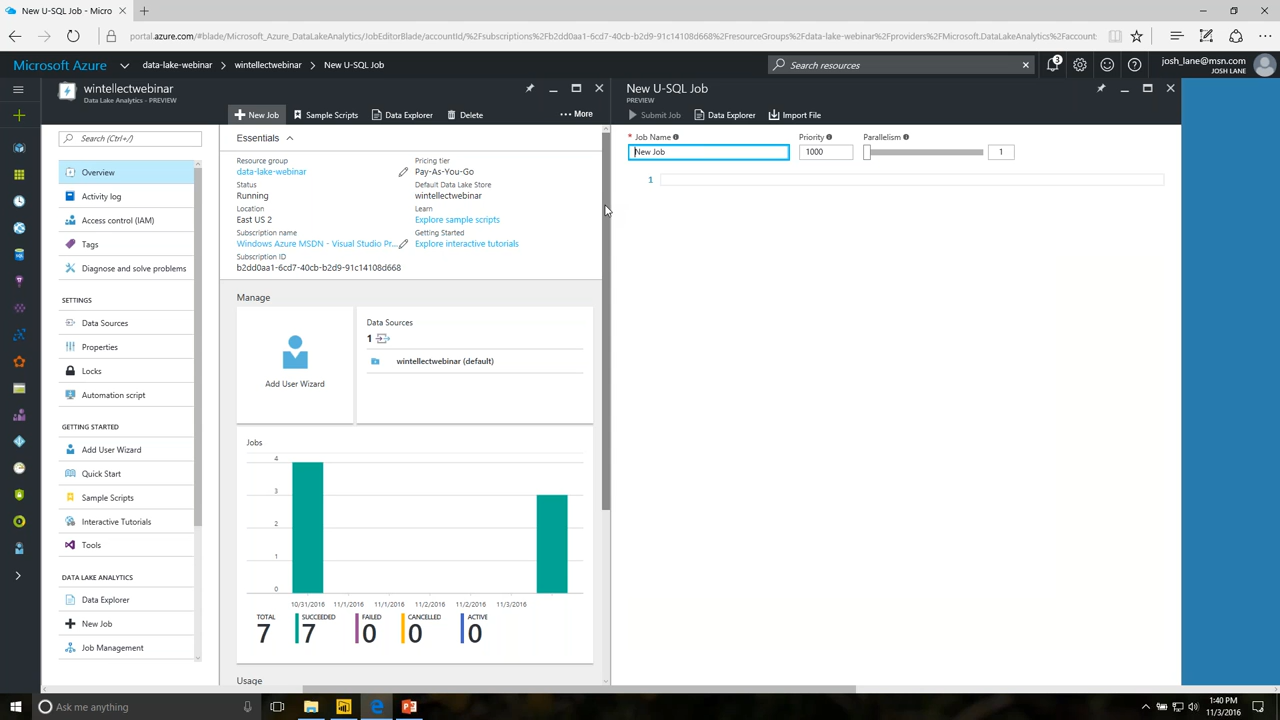 New U-SQL Job - Micro
portal.azure.com/#blade/Microsoft_Azure_DataLakeAnalytics/JobEditorBlade/accountId/%2Fsubscriptions%2Fb2dd0aa1-6cd7-40cb-b2d9-91c14108d668%2FresourceGroups%2Fdata-lake-webinar%2Fproviders%2FMicrosoft.DataLakeAnalytics%2Faccount
Microsoft Azure
data-lake-webinar
wintellectwebinar
New U-SQL Job
Search resources
3
josh_lane@msn.com
JOSH LANE
wintellectwebinar
Data Lake Analytics - PREVIEW
New Job
Sample Scripts
Data Explorer
Delete
More
Search (Ctrl+/)
Overview
Activity log
Access control (IAM)
Tags
Diagnose and solve problems
SETTINGS
Data Sources
Properties
Locks
Automation script
GETTING STARTED
Add User Wizard
Quick Start
Sample Scripts
Interactive Tutorials
Tools
DATA LAKE ANALYTICS
Data Explorer
New Job
Job Management
Essentials
Resource group
data-lake-webinar
Status
Running
Location
East US 2
Subscription name
Windows Azure MSDN - Visual Studio Pr...
Subscription ID
b2dd0aa1-6cd7-40cb-b2d9-91c14108d668
Pricing tier
Pay-As-You-Go
Default Data Lake Store
wintellectwebinar
Learn
Explore sample scripts
Getting Started
Explore interactive tutorials
Manage
Add User Wizard
Data Sources
1
wintellectwebinar (default)
Jobs
4
3
2
1
0
10/31/2016 11/1/2016 11/1/2016 11/2/2016 11/2/2016 11/3/2016
TOTAL SUCCEEDED FAILED CANCELLED ACTIVE
7 7 0 0 0
Usage
New U-SQL Job
PREVIEW
Submit Job
Data Explorer
Import File
* Job Name
Priority
Parallelism
New Job
1000
1
1
Ask me anything
1:40 PM
11/3/2016